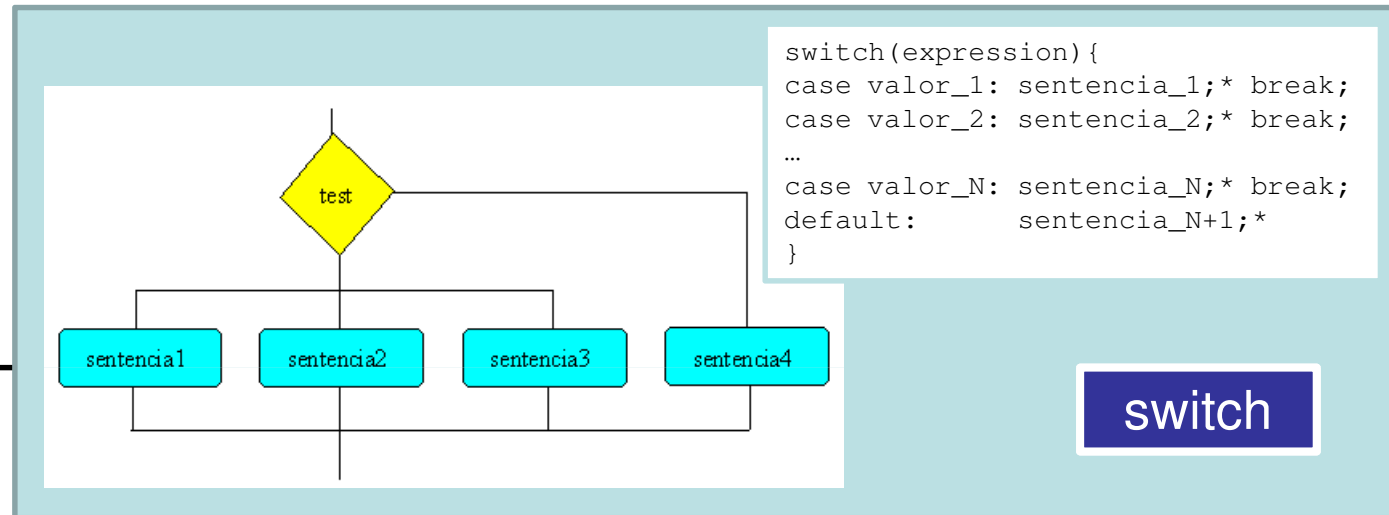 switch(expression){
case valor_1: sentencia_1;* break;
case valor_2: sentencia_2;* break;
…
case valor_N: sentencia_N;* break;
default:      sentencia_N+1;*
}
test
sentencia1
sentencia2
sentencia3
sentencia4
switch